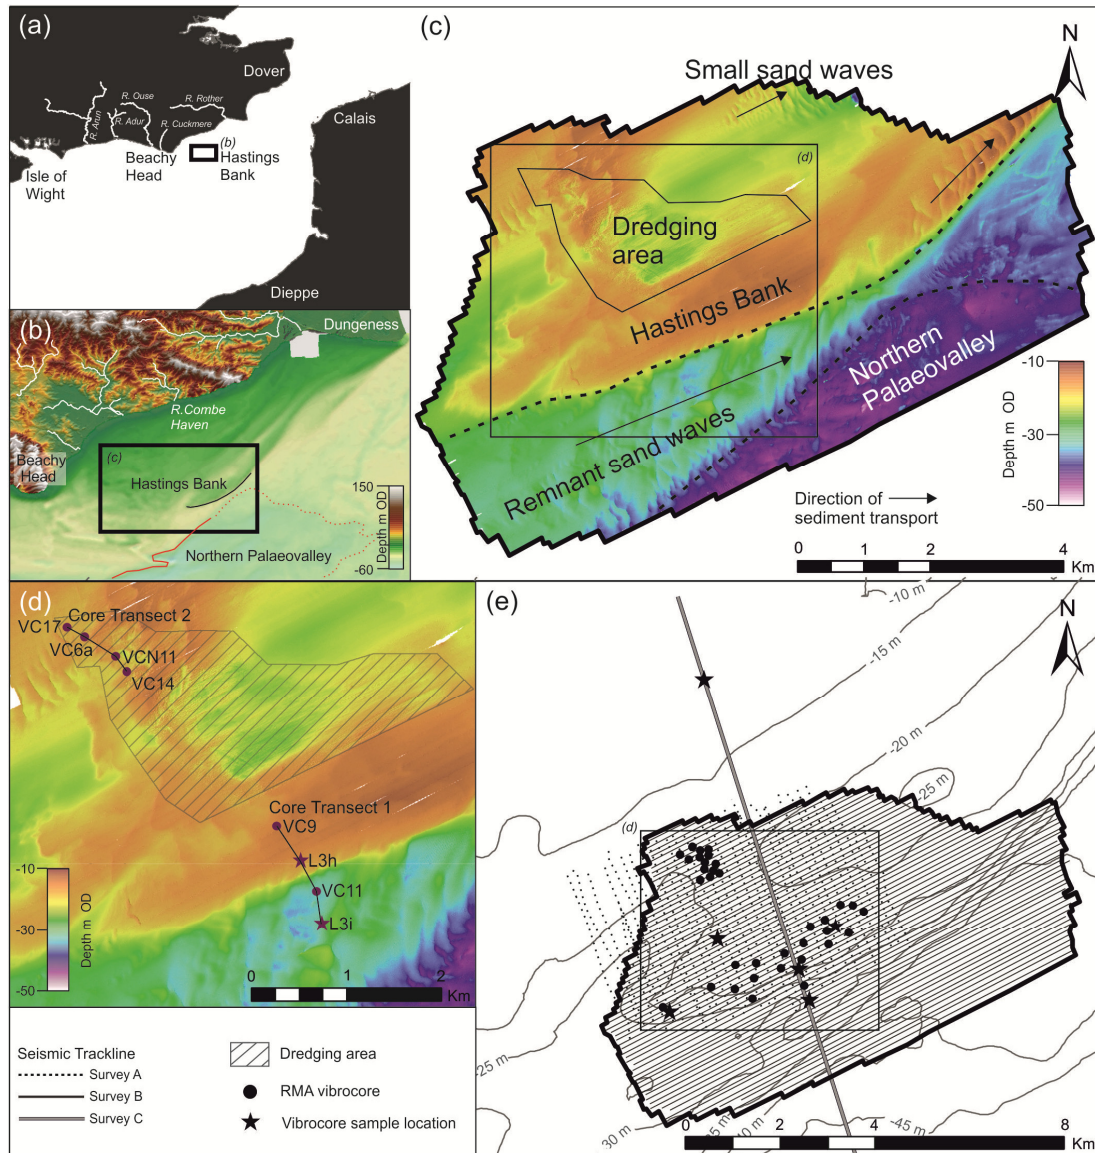 (a)
Dover
Calais
R. Ouse
R. Rother
R. Arun
R. Adur
R. Cuckmere
(b)
Isle of
Wight
Beachy
Head
Hastings
Bank
Dieppe
(b)
Dungeness
R.Combe
Haven
Beachy
Head
(c)
Hastings Bank
Northern Palaeovalley
150
Depth m OD
-60
(c)
N
Small sand waves
(d)
Dredging
area
Hastings Bank
Remnant sand waves
Northern
Palaeovalley
-10
-30
-50
Depth m OD
Direction of
sediment transport
0 2 4
Km
(d)
Core Transect 2
VC17
VC6a
VCN11
VC14
Core Transect 1
VC9
L3h
VC11
L3i
-10
-30
-50
Depth m OD
0 1 2
Km
Seismic Trackline
Survey A
Survey B
Survey C
Dredging area
RMA vibrocore
Vibrocore sample location
(e)
N
-10 m
-15 m
-20 m
-25 m
(d)
-25 m
-30 m
-35 m
-40 m
-45 m
0 2 4 8
Km